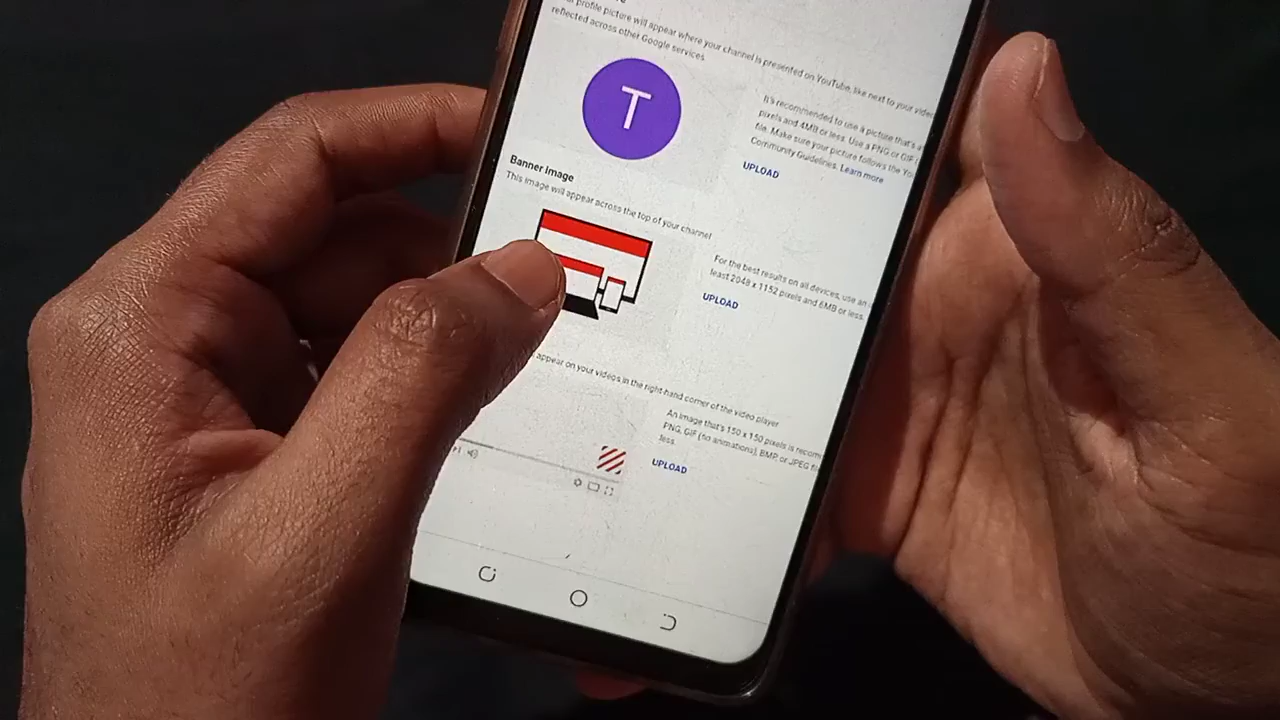 profile picture will appear where your channel is presented on YouTube, like next to your
reflected across other Google services.
T
It's recommended to use a picture that's
pixels and 4MB or less. Use a PNG or GIF
file. Make sure your picture follows the
Community Guidelines. Learn more
UPLOAD
Banner Image
This image will appear across the top of your channel
For the best results on all devices, use an
least 2048 x 1152 pixels and 6MB or less.
UPLOAD
appear on your videos in the right-hand corner of the video player
An image that's 150 x 150 pixels is
PNG, GIF (no animations), BMP, or JPEG
less.
UPLOAD